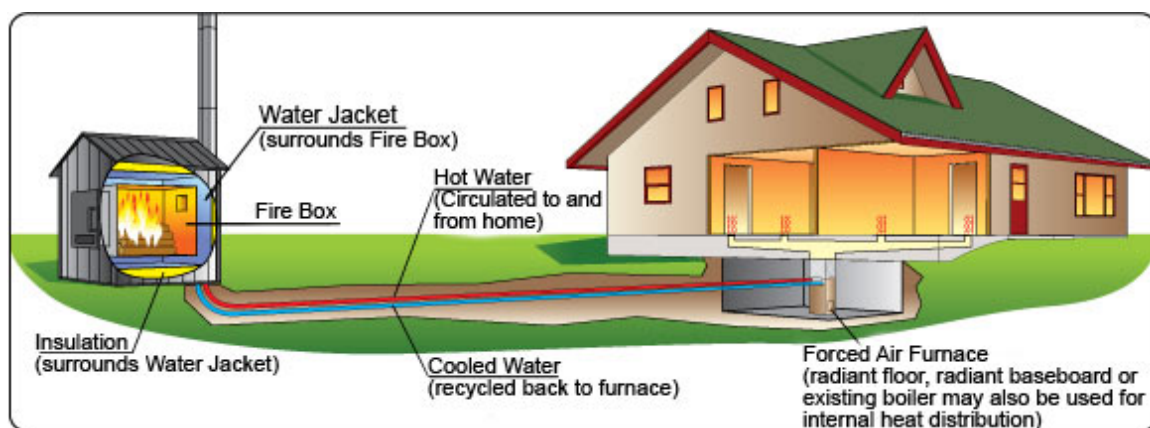 Water Jacket
(surrounds Fire Box)
Hot Water
(Circulated to and
from home)
Fire Box
Insulation
(surrounds Water Jacket)
Cooled Water
(recycled back to furnace)
Forced Air Furnace
(radiant floor, radiant baseboard or
existing boiler may also be used for
internal heat distribution)